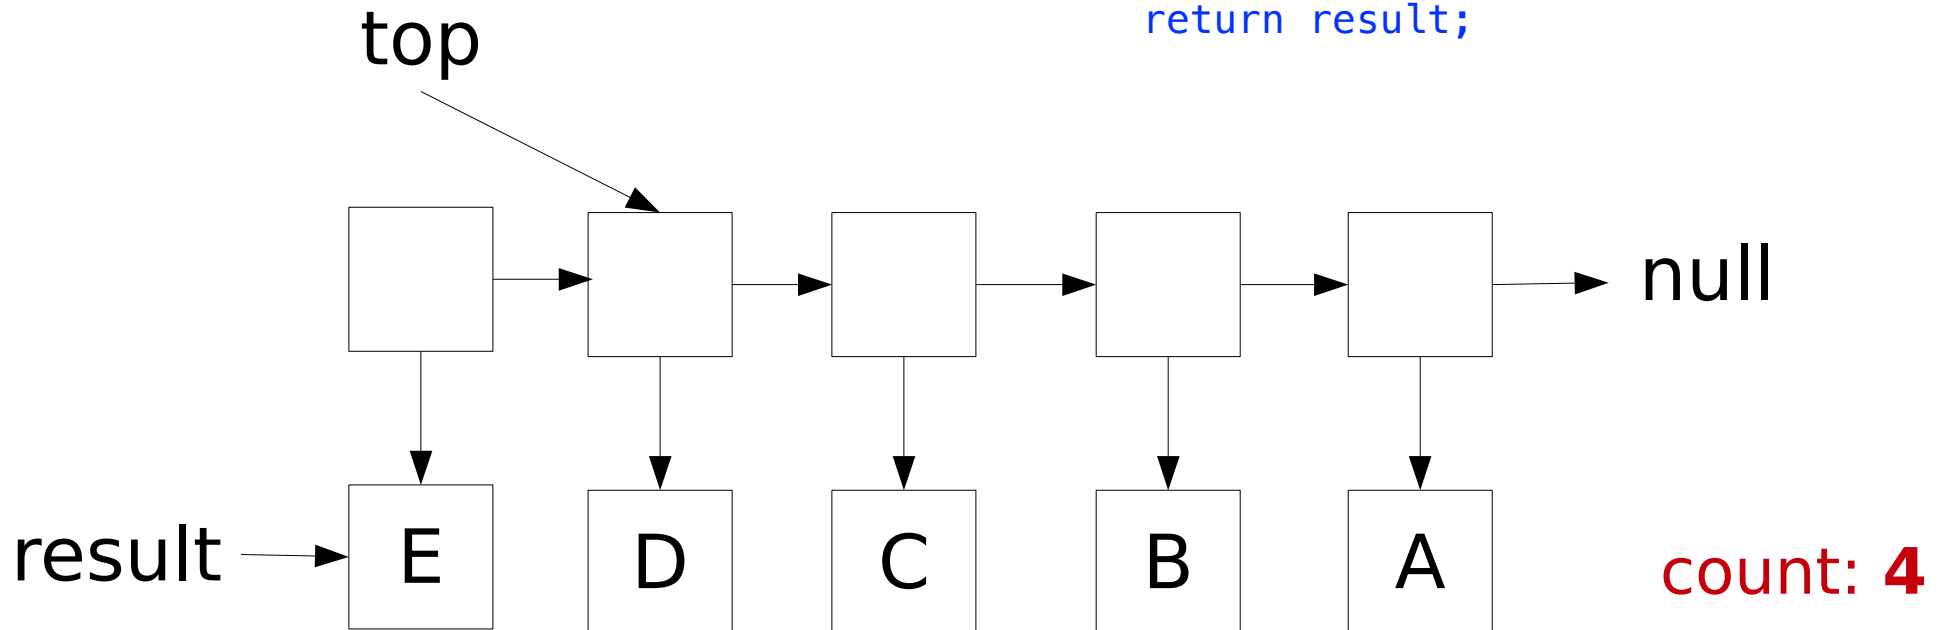 return result;
top
null
result
E
D
C
B
A
count: 4